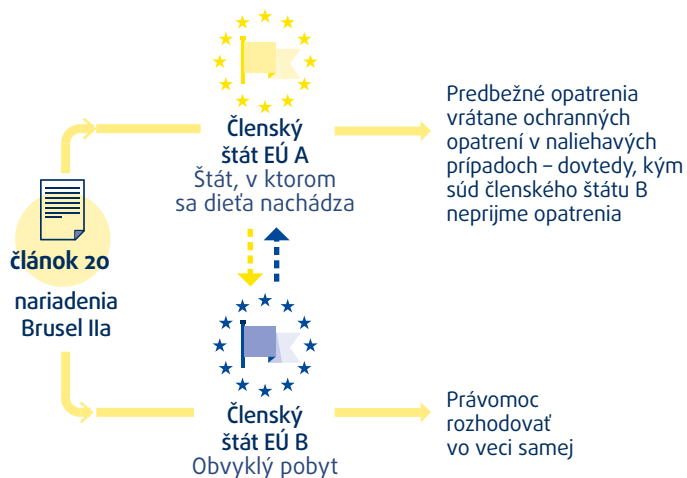 článok 20
nariadenia
Brusel IIa
Členský
štát EÚ A
Štát, v ktorom
sa dieťa nachádza
Predbežné opatrenia
vrátane ochranných
opatrení v naliehavých
prípadoch – dovtedy, kým
súd členského štátu B
neprijme opatrenia
Členský
štát EÚ B
Obvyklý pobyt
Právomoc
rozhodovať
vo veci samej